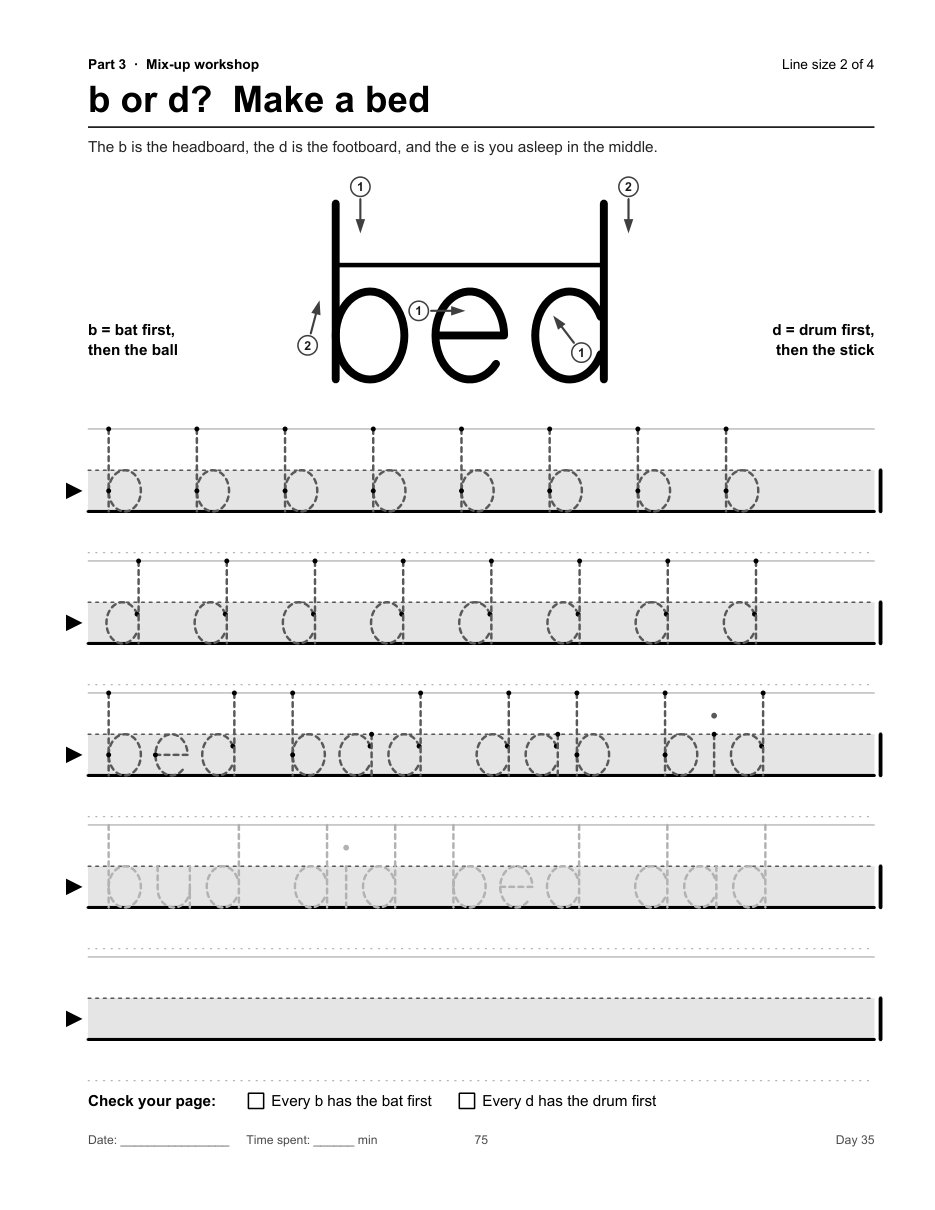 Part 3 · Mix-up workshop
Line size 2 of 4
b or d? Make a bed
The b is the headboard, the d is the footboard, and the e is you asleep in the middle.
1 2
bed
1
2 1
b = bat first,
then the ball
d = drum first,
then the stick
b b b b b b b b
d d d d d d d d
bed bad dab bid
bud did bed dad
Check your page: Every b has the bat first Every d has the drum first
Date: ________________ Time spent: ______ min 75 Day 35